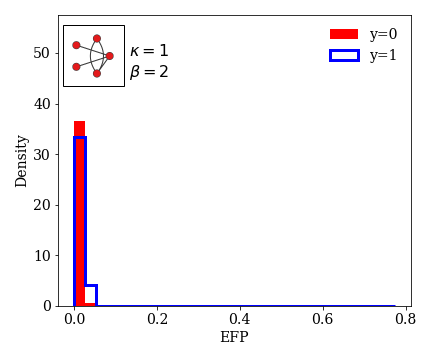 κ = 1
β = 2
y=0
y=1
Density
50
40
30
20
10
0
0.0 0.2 0.4 0.6 0.8
EFP